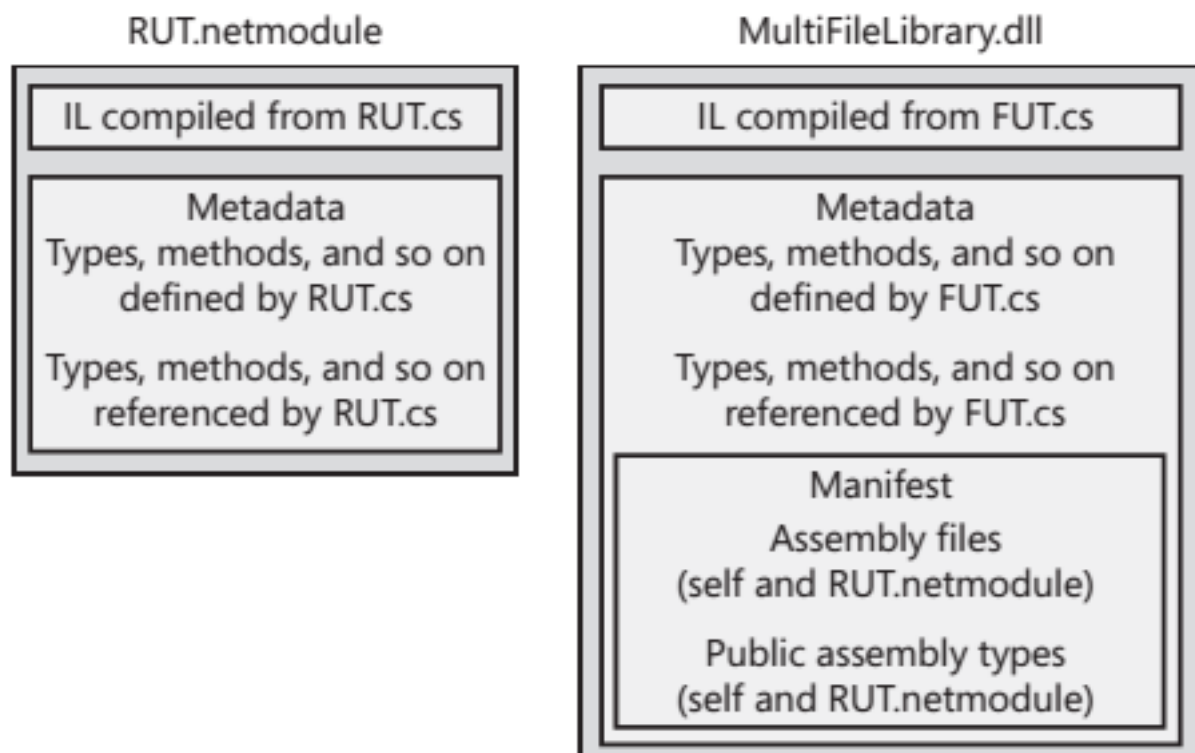 RUT.netmodule
IL compiled from RUT.cs
Metadata
Types, methods, and so on
defined by RUT.cs
Types, methods, and so on
referenced by RUT.cs
MultiFileLibrary.dll
IL compiled from FUT.cs
Metadata
Types, methods, and so on
defined by FUT.cs
Types, methods, and so on
referenced by FUT.cs
Manifest
Assembly files
(self and RUT.netmodule)
Public assembly types
(self and RUT.netmodule)